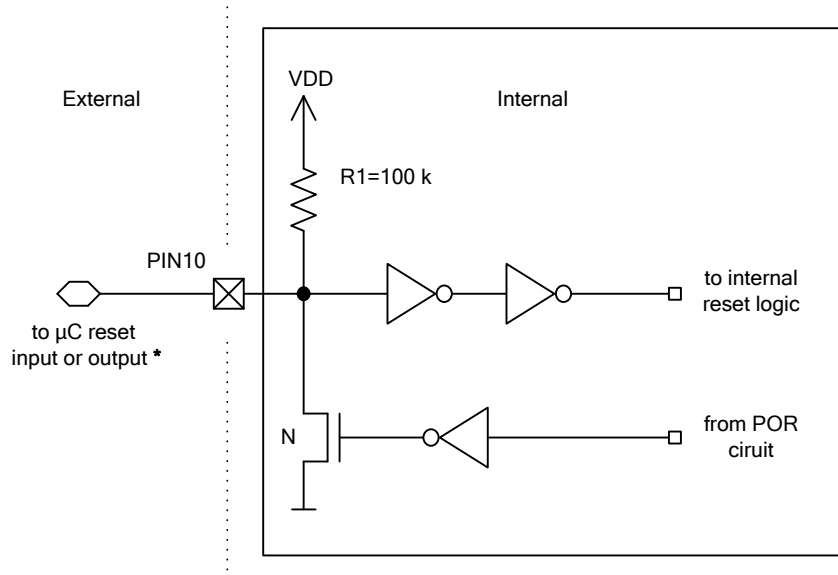 External
Internal
VDD
R1=100 k
PIN10
to µC reset
input or output *
to internal
reset logic
N
from POR
ciruit